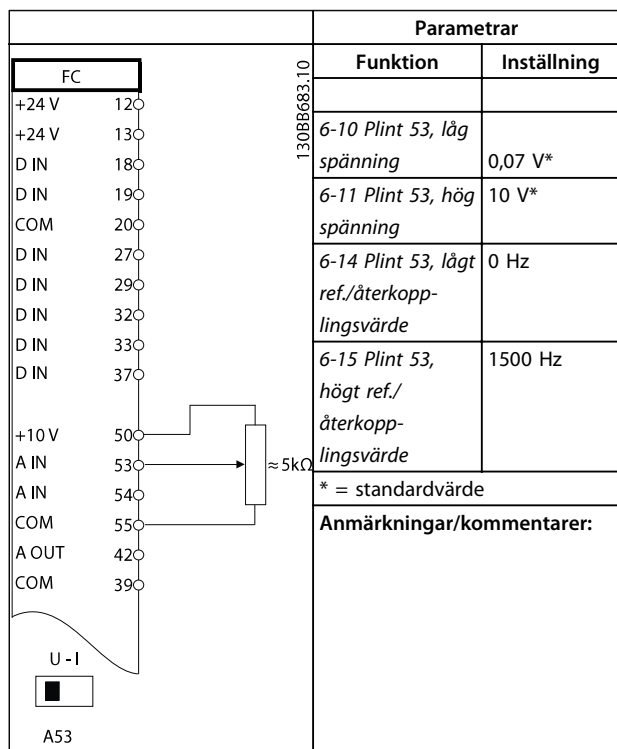 FC
+24 V 12
+24 V 13
D IN 18
D IN 19
COM 20
D IN 27
D IN 29
D IN 32
D IN 33
D IN 37
+10 V 50
A IN 53
A IN 54
COM 55
A OUT 42
COM 39
≈5kΩ
U - I
A53
130BB683.10
Parametrar
Funktion Inställning
6-10 Plint 53, låg
spänning 0,07 V*
6-11 Plint 53, hög 10 V*
spänning
6-14 Plint 53, lågt 0 Hz
ref./återkopp-
lingsvärde
6-15 Plint 53, 1500 Hz
högt ref./
återkopp-
lingsvärde
* = standardvärde
Anmärkningar/kommentarer: